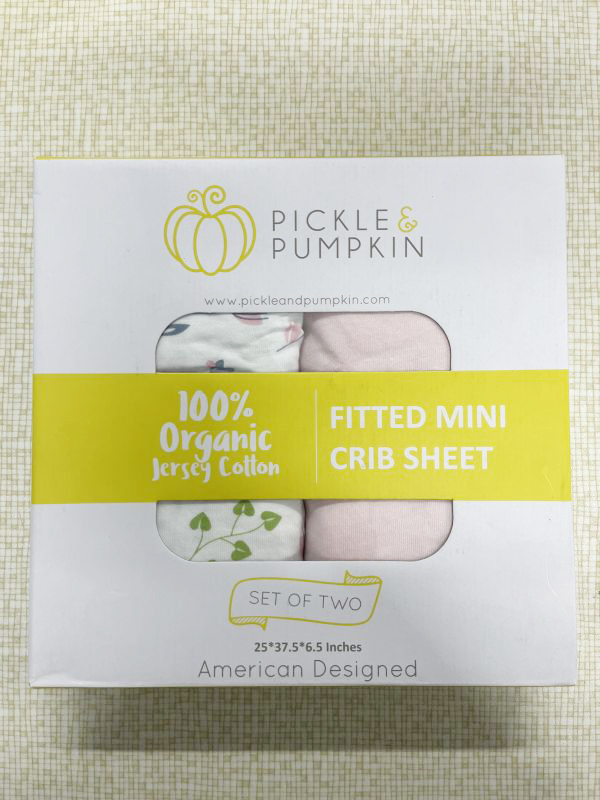 PICKLE &
PUMPKIN
www.pickleandpumpkin.com
100%
Organic
Jersey Cotton
FITTED MINI
CRIB SHEET
SET OF TWO
25*37.5*6.5 Inches
American Designed